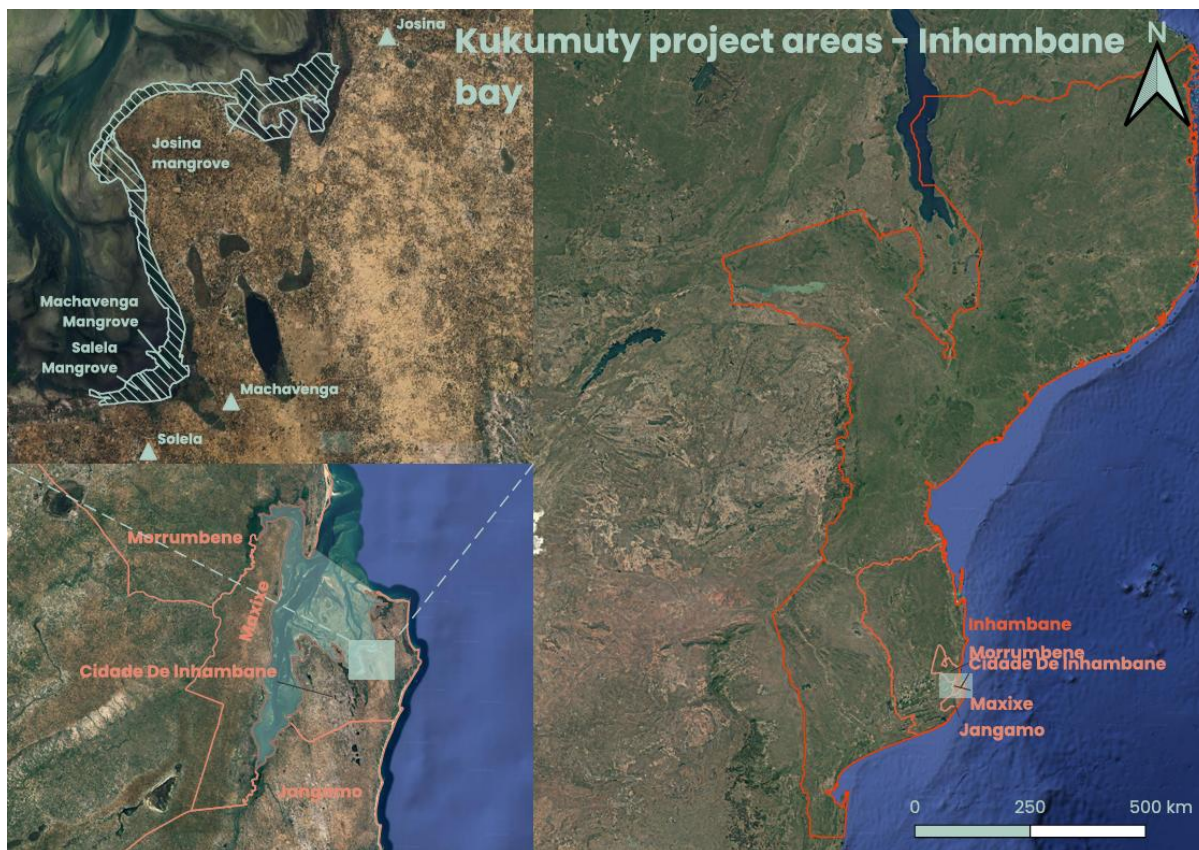 Kukumuty project areas – Inhambane
bay
N
Josina
Josina
mangrove
Machavenga
Mangrove
Salela
Mangrove
Machavenga
Solela
Morrumbene
Maxixe
Cidade De Inhambane
Jangamo
Inhambane
Morrumbene
Cidade De Inhambane
Maxixe
Jangamo
0 250 500 km